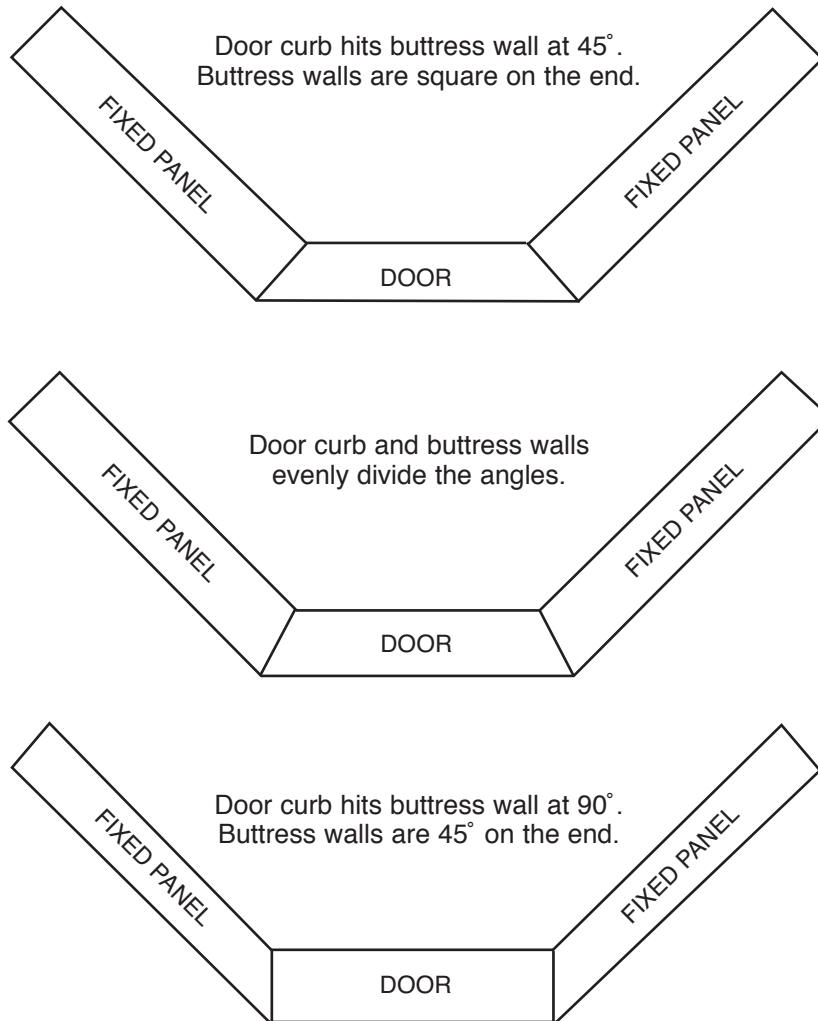 Door curb hits buttress wall at 45˚.
Buttress walls are square on the end.
FIXED PANEL
FIXED PANEL
DOOR
Door curb and buttress walls
evenly divide the angles.
FIXED PANEL
FIXED PANEL
DOOR
Door curb hits buttress wall at 90˚.
Buttress walls are 45˚ on the end.
FIXED PANEL
FIXED PANEL
DOOR